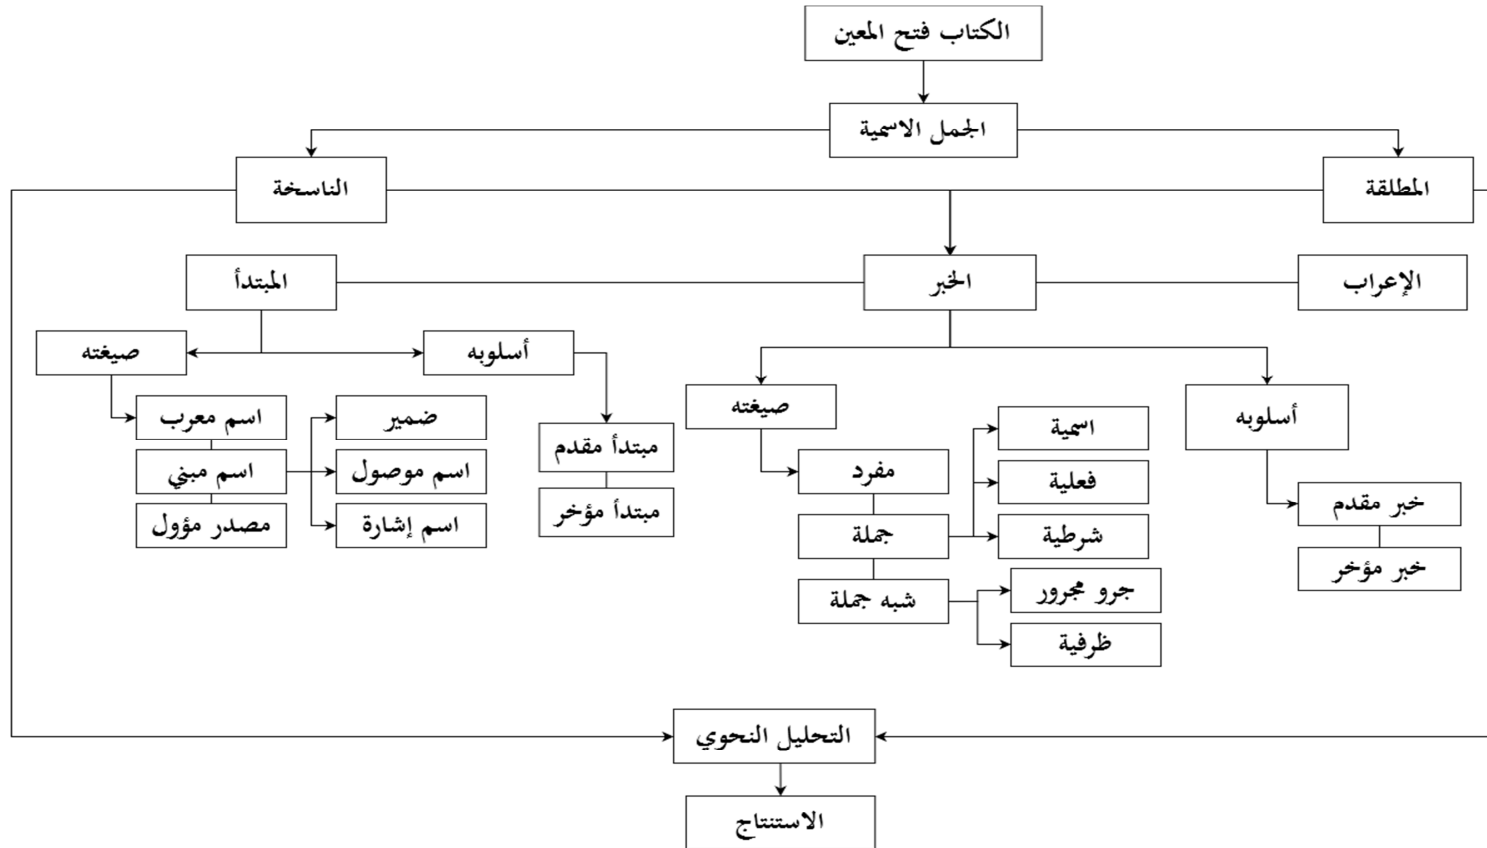 الكتاب فتح المعين
الجمل الاسمية
المطلقة
الناسخة
الإعراب
الخبر
المبتدأ
أسلوبه
صيغته
مبتدأ مقدم
مبتدأ مؤخر
اسم معرب
اسم مبني
مصدر مؤول
ضمير
اسم موصول
اسم إشارة
أسلوبه
صيغته
خبر مقدم
خبر مؤخر
مفرد
جملة
شبه جملة
اسمية
فعلية
شرطية
جرو مجرور
ظرفية
التحليل النحوي
الاستنتاج